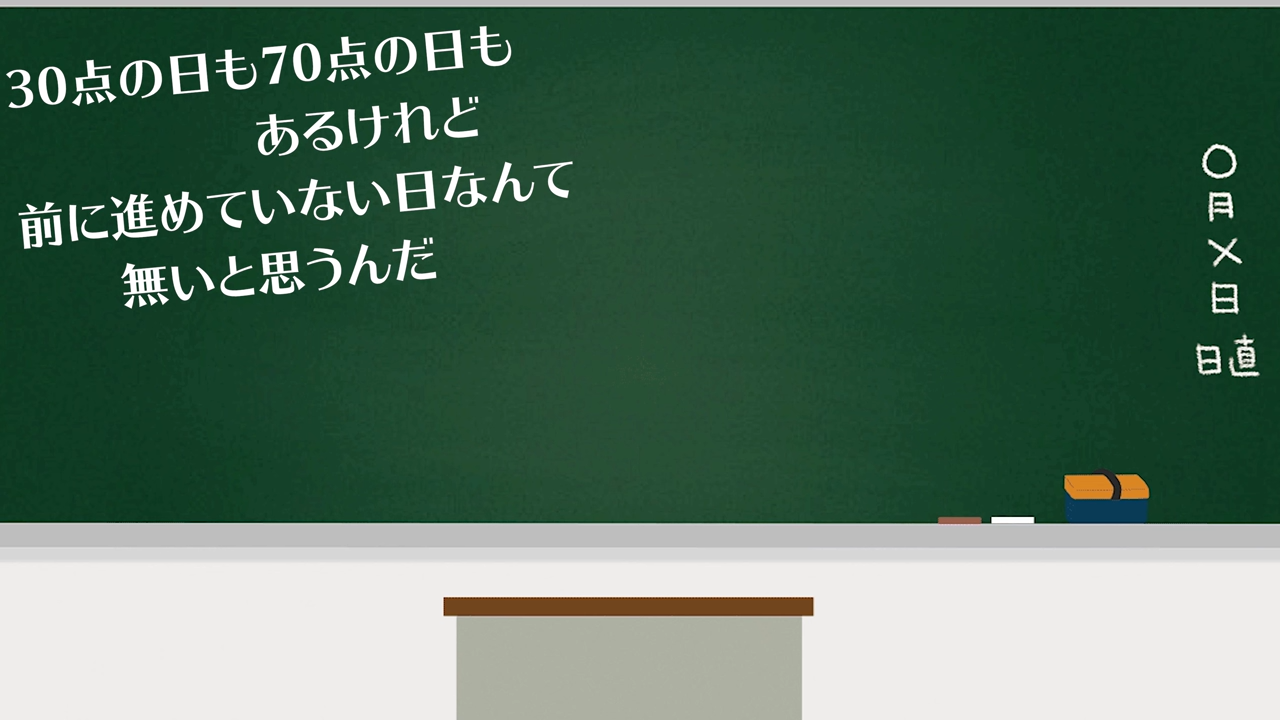 30点の日も70点の日も
あるけれど
前に進めていない日なんて
無いと思うんだ
〇月×日
日直